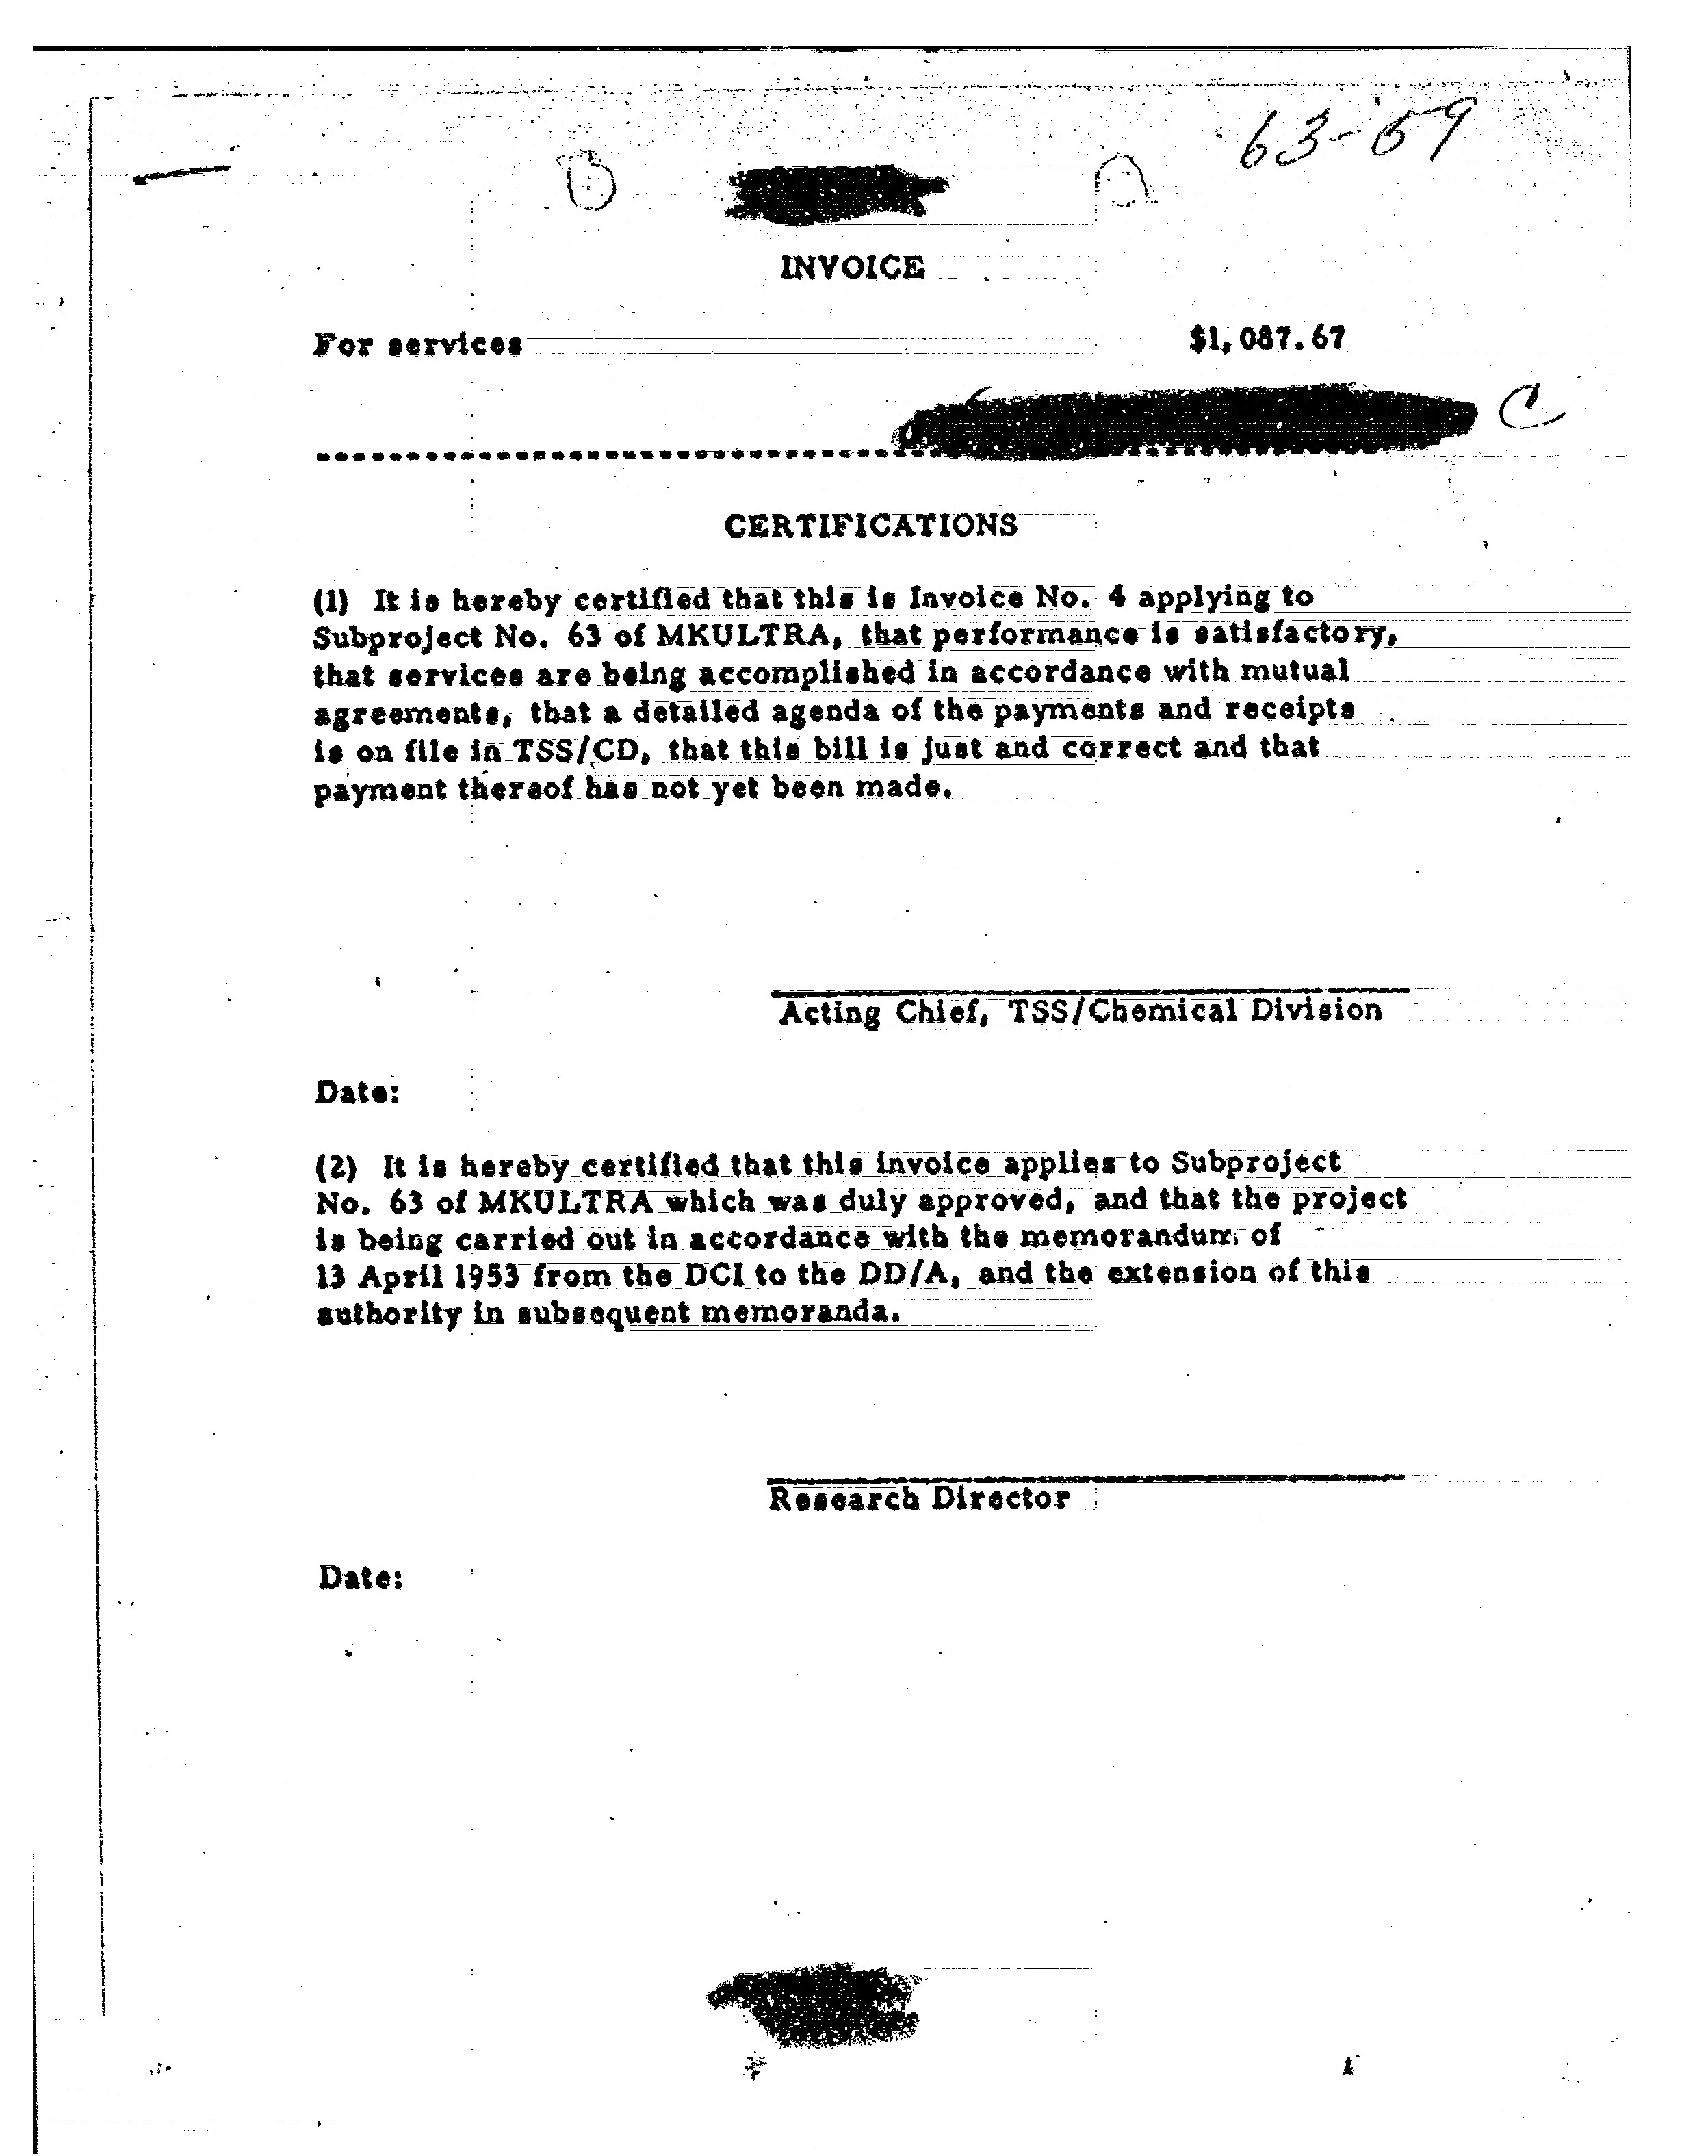 63-59
INVOICE
For services $1,087.67
C
CERTIFICATIONS
(1) It is hereby certified that this is Invoice No. 4 applying to
Subproject No. 63 of MKULTRA, that performance is satisfactory,
that services are being accomplished in accordance with mutual
agreements, that a detailed agenda of the payments and receipts
is on file in TSS/CD, that this bill is just and correct and that
payment thereof has not yet been made.
Acting Chief, TSS/Chemical Division
Date:
(2) It is hereby certified that this invoice applies to Subproject
No. 63 of MKULTRA which was duly approved, and that the project
is being carried out in accordance with the memorandum of
13 April 1953 from the DCI to the DD/A, and the extension of this
authority in subsequent memoranda.
Research Director
Date: